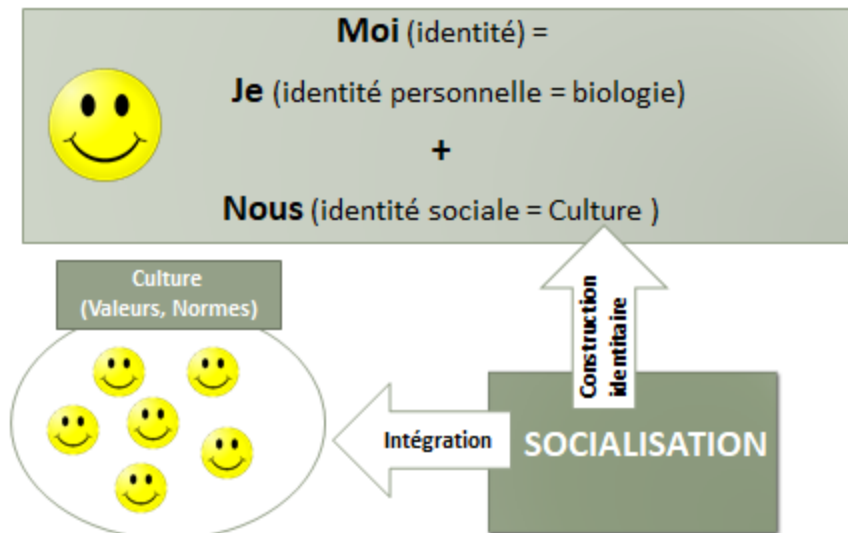 Moi (identité) =
Je (identité personnelle = biologie)
+
Nous (identité sociale = Culture )
Culture
(Valeurs, Normes)
Construction
identitaire
Intégration
SOCIALISATION